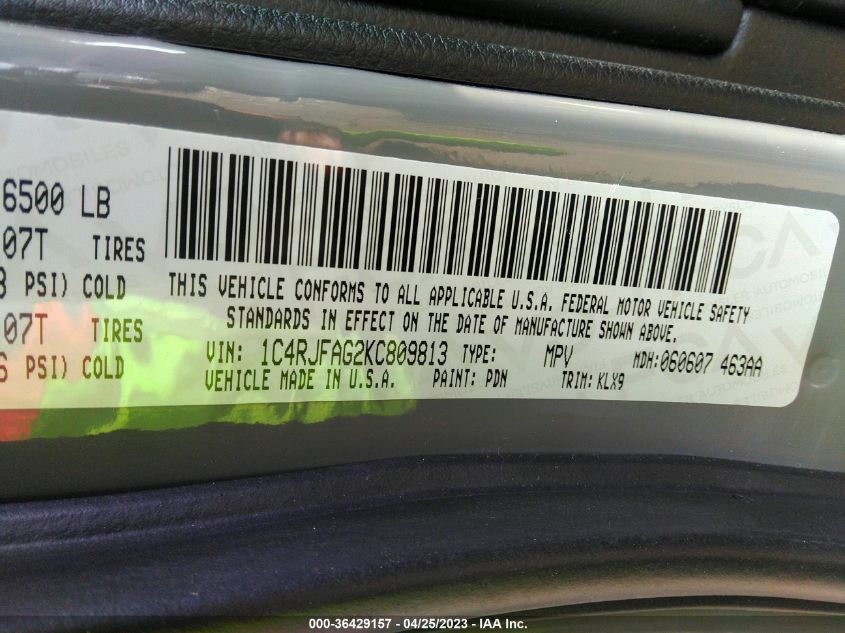 6500 LB
07T TIRES
PSI) COLD
07T TIRES
PSI) COLD
THIS VEHICLE CONFORMS TO ALL APPLICABLE U.S.A. FEDERAL MOTOR VEHICLE SAFETY
STANDARDS IN EFFECT ON THE DATE OF MANUFACTURE SHOWN ABOVE.
VIN: 1C4RJFAG2KC809813 TYPE: MPV MDH:060607 463AA
VEHICLE MADE IN U.S.A. PAINT: PDN TRIM: KLX9
000-36429157 - 04/25/2023 - IAA Inc.